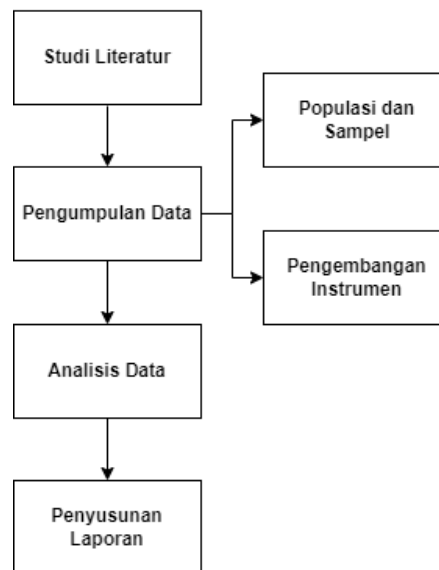 Studi Literatur
Populasi dan
Sampel
Pengumpulan Data
Pengembangan
Instrumen
Analisis Data
Penyusunan
Laporan